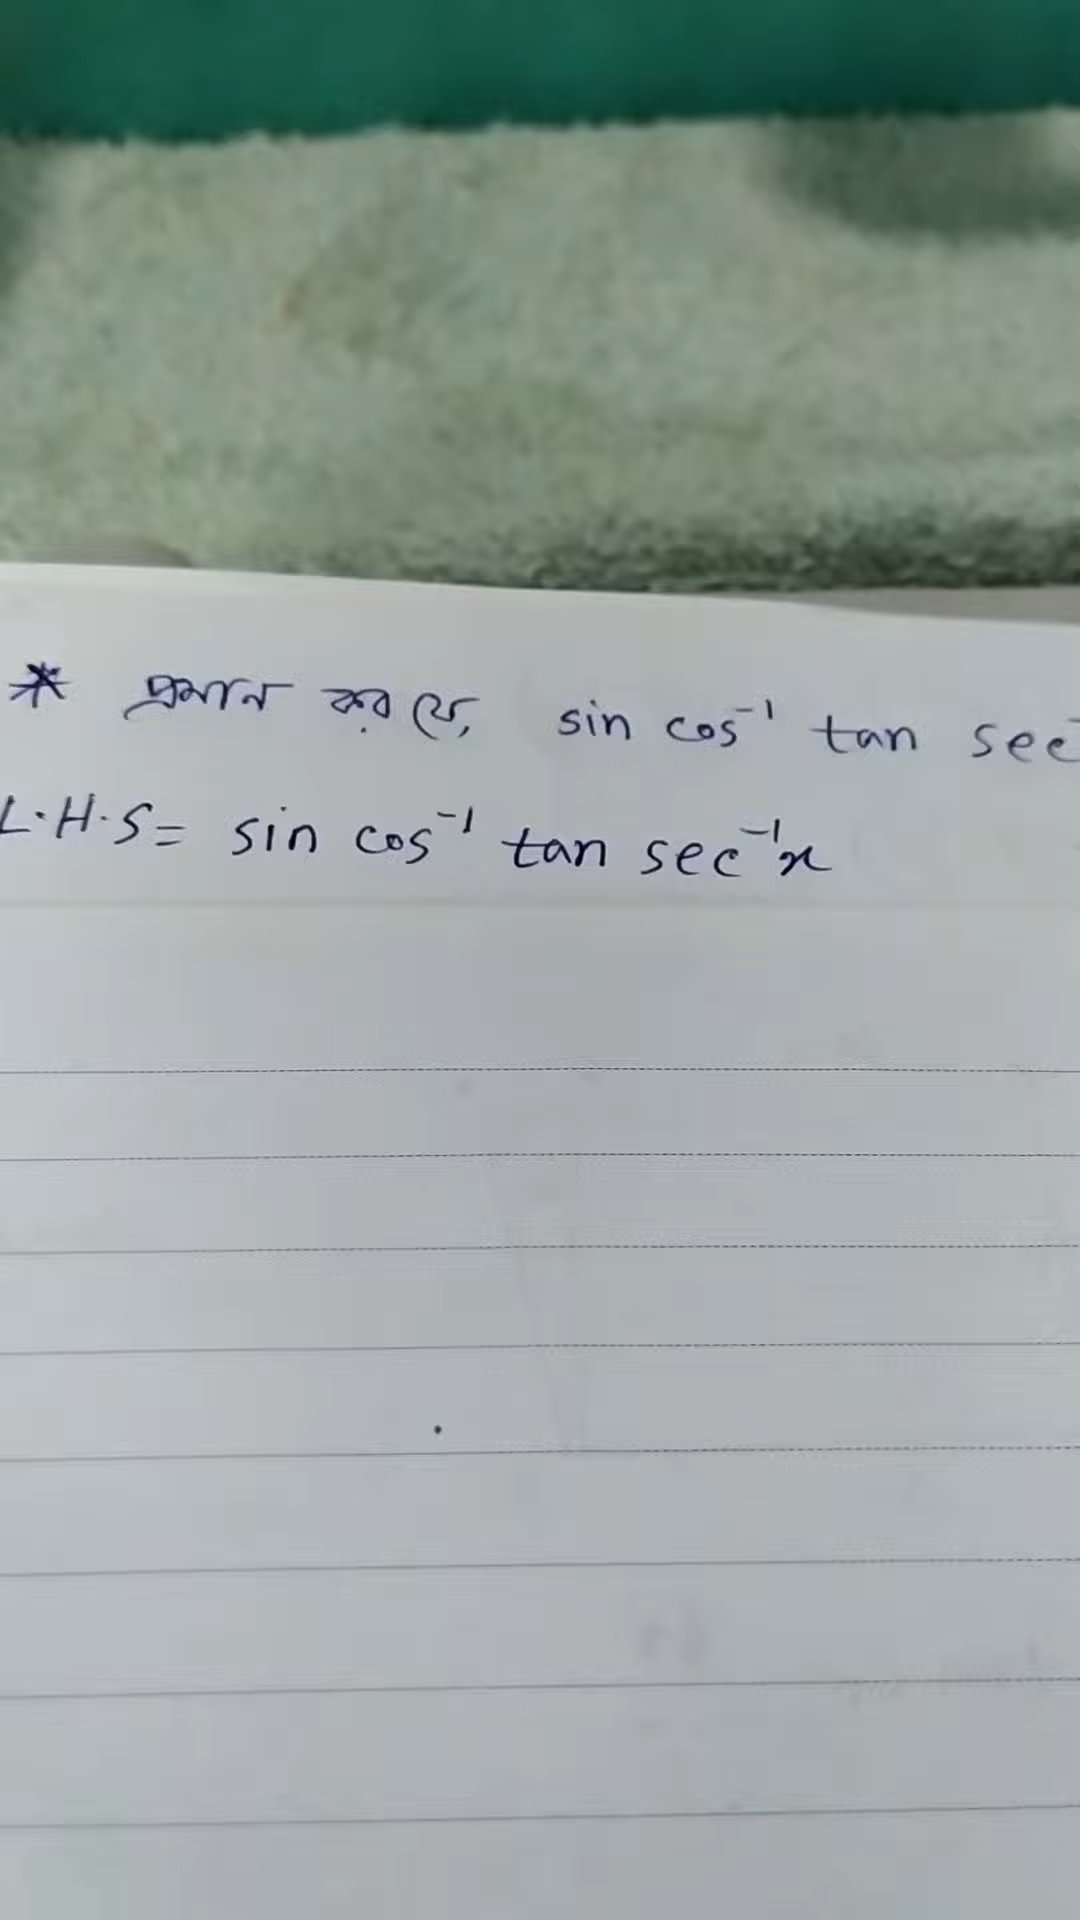 * প্রমান কর যে, sin cos⁻¹ tan sec⁻
L.H.S = sin cos⁻¹ tan sec⁻¹x